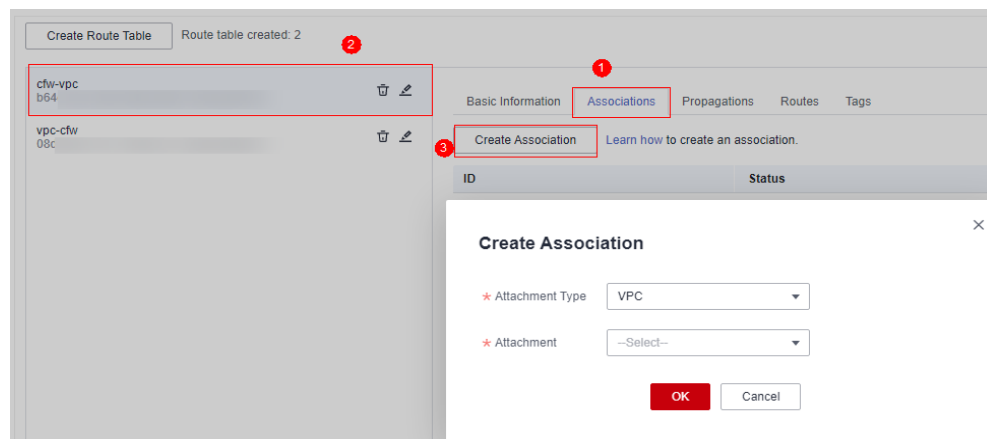 Create Route Table Route table created: 2
2
1
cfw-vpc
b64
Basic Information Associations Propagations Routes Tags
vpc-cfw
08c
3
Create Association Learn how to create an association.
ID Status
Create Association
* Attachment Type VPC
* Attachment --Select--
OK Cancel